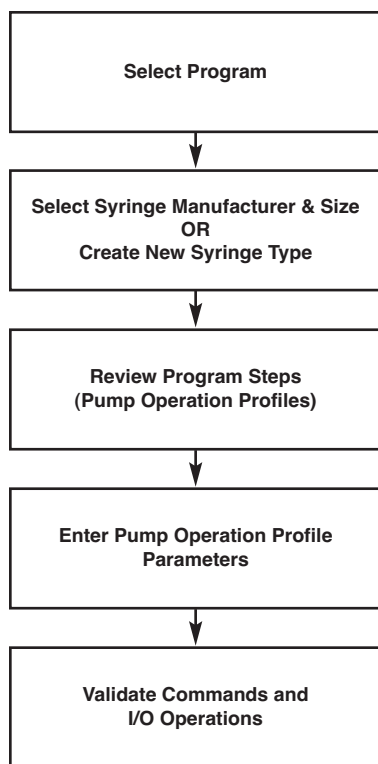 Select Program
Select Syringe Manufacturer & Size
OR
Create New Syringe Type
Review Program Steps
(Pump Operation Profiles)
Enter Pump Operation Profile
Parameters
Validate Commands and
I/O Operations